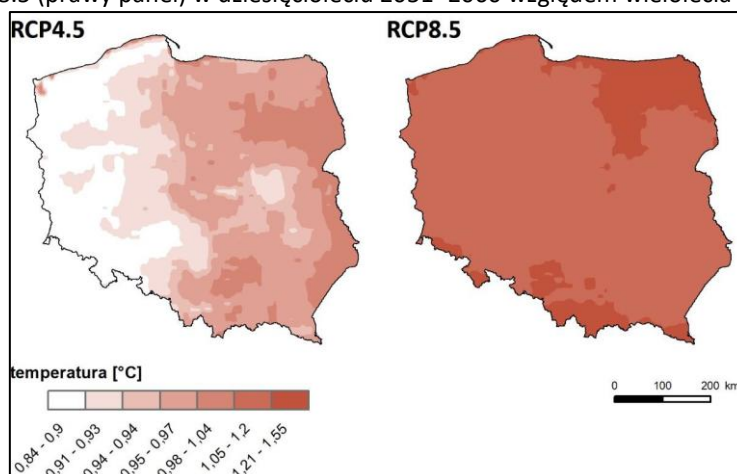 8.5 (prawy panel) w dziesięcioleciu 2051–2060 względem wielolecia
RCP4.5
RCP8.5
temperatura [°C]
0,84 - 0,9
0,91 - 0,93
0,94 - 0,94
0,95 - 0,97
0,98 - 1,04
1,05 - 1,2
1,21 - 1,55
0 100 200 km